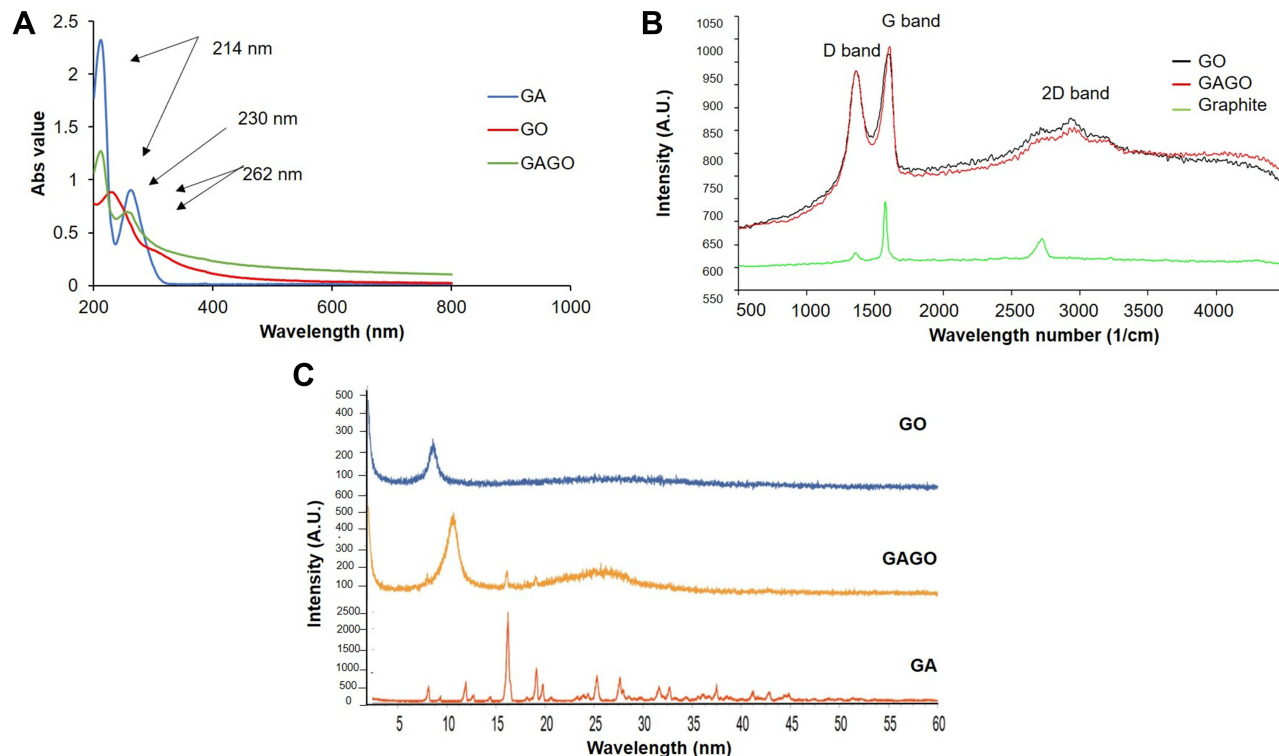 A
2.5
2
1.5
1
0.5
0
Abs value
200
400
600
800
1000
Wavelength (nm)
214 nm
230 nm
262 nm
GA
GO
GAGO
B
1050
1000
950
900
850
800
750
700
650
600
550
Intensity (A.U.)
500
1000
1500
2000
2500
3000
3500
4000
Wavelength number (1/cm)
D band
G band
2D band
GO
GAGO
Graphite
C
500
400
300
200
100
600
500
400
300
200
100
2500
2000
1500
1000
500
0
Intensity (A.U.)
GO
GAGO
GA
5
10
15
20
25
30
35
40
45
50
55
60
Wavelength (nm)